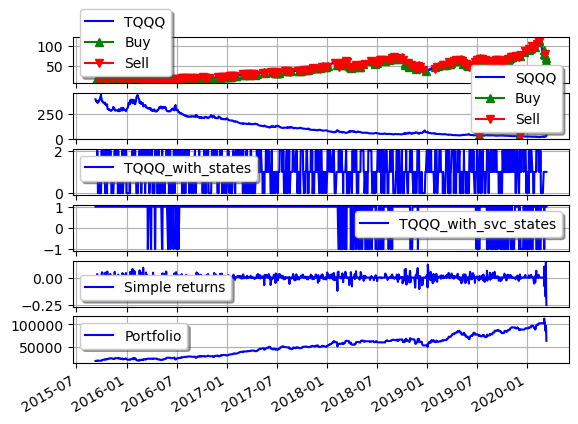 TQQQ
Buy
Sell
100
50
SQQQ
Buy
Sell
250
0
2
TQQQ_with_states
0
1
0
TQQQ_with_svc_states
−1
0.00
Simple returns
−0.25
100000
Portfolio
50000
2015-07 2016-01 2016-07 2017-01 2017-07 2018-01 2018-07 2019-01 2019-07 2020-01